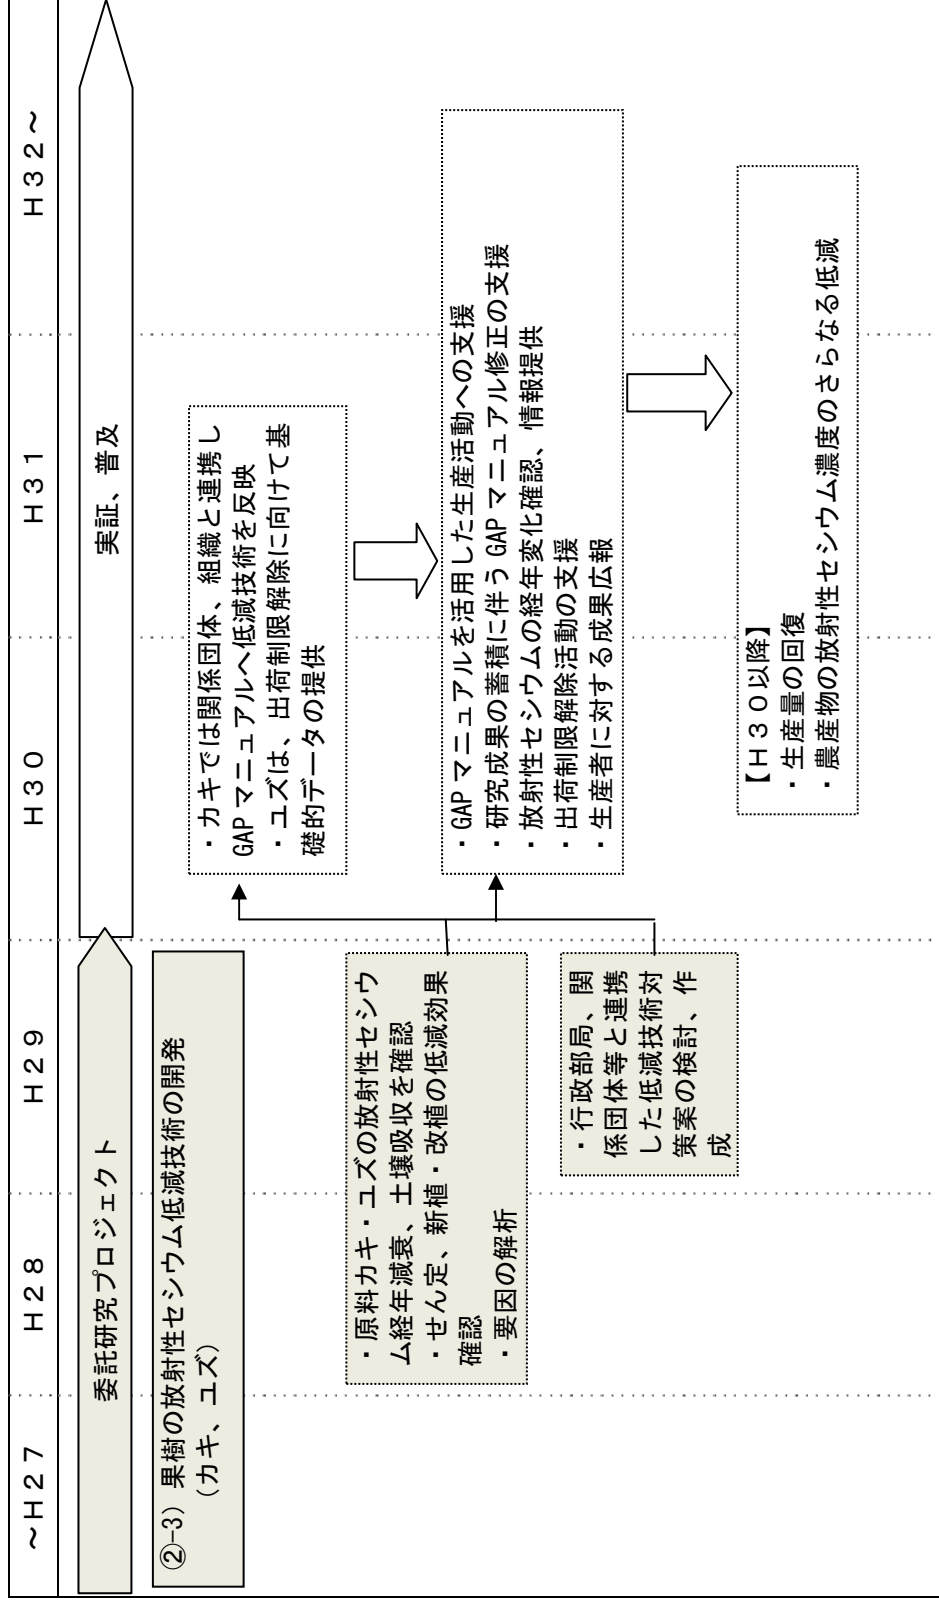 ～Ｈ２７
Ｈ２８
Ｈ２９
Ｈ３０
Ｈ３１
Ｈ３２～
委託研究プロジェクト
実証、普及
②-3）果樹の放射性セシウム低減技術の開発
（カキ、ユズ）
・原料カキ・ユズの放射性セシウ
ム経年減衰、土壌吸収を確認
・せん定、新植・改植の低減効果
確認
・要因の解析
・行政部局、関
係団体等と連携
した低減技術対
策案の検討、作
成
・カキでは関係団体、組織と連携し
GAPマニュアルへ低減技術を反映
・ユズは、出荷制限解除に向けて基
礎的データの提供
・GAPマニュアルを活用した生産活動への支援
・研究成果の蓄積に伴うGAPマニュアル修正の支援
・放射性セシウムの経年変化確認、情報提供
・出荷制限解除活動の支援
・生産者に対する成果広報
【Ｈ３０以降】
・生産量の回復
・農産物の放射性セシウム濃度のさらなる低減